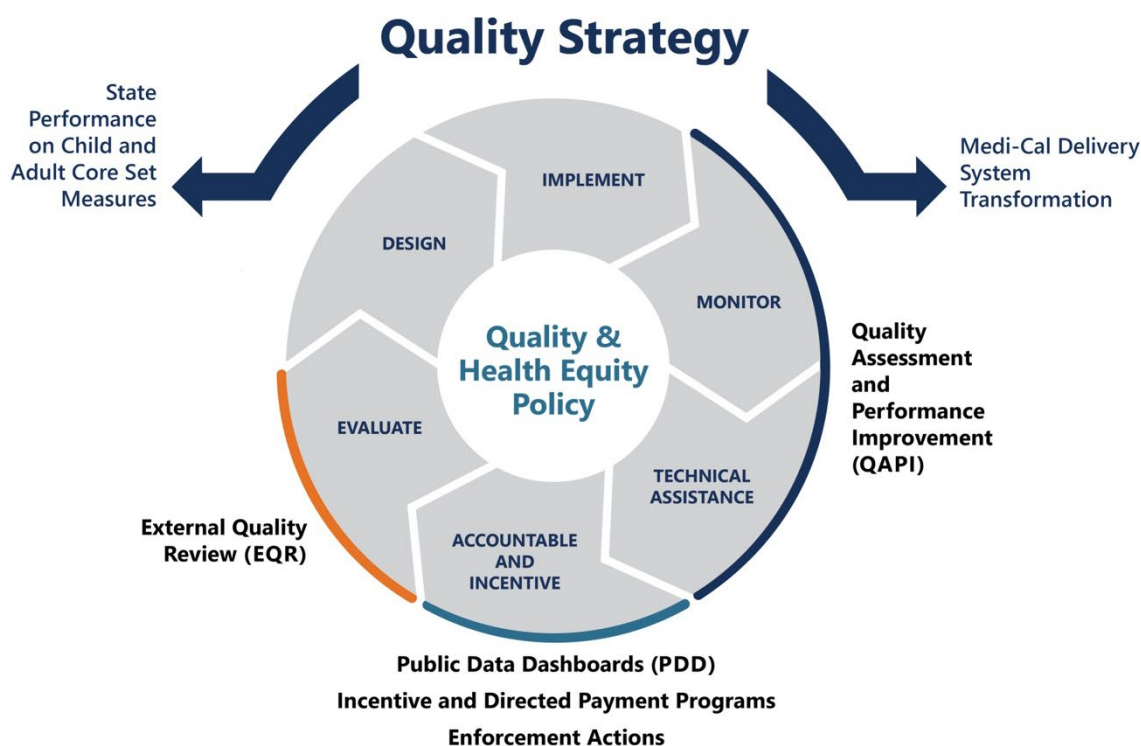 Quality Strategy
State
Performance
on Child and
Adult Core Set
Measures
Medi-Cal Delivery
System
Transformation
IMPLEMENT
DESIGN
MONITOR
Quality &
Health Equity
Policy
Quality
Assessment
and
Performance
Improvement
(QAPI)
EVALUATE
TECHNICAL
ASSISTANCE
External Quality
Review (EQR)
ACCOUNTABLE
AND
INCENTIVE
Public Data Dashboards (PDD)
Incentive and Directed Payment Programs
Enforcement Actions